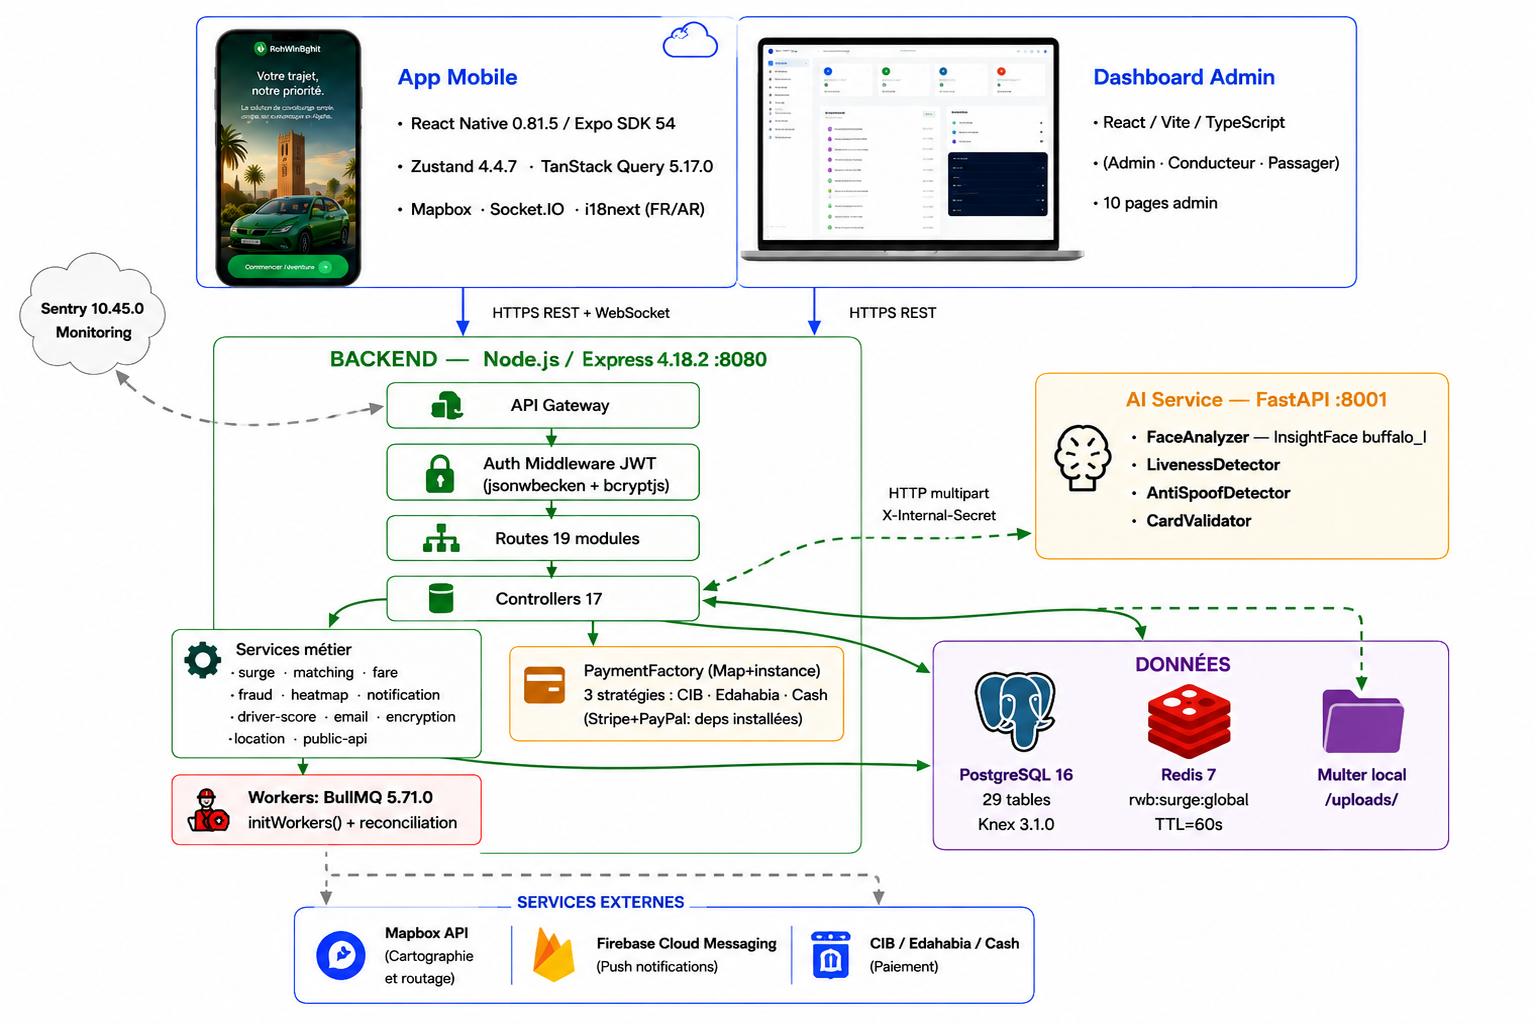 RohWinBghit
Votre trajet,
notre priorité.
Commencer l'aventure
App Mobile
• React Native 0.81.5 / Expo SDK 54
• Zustand 4.4.7 · TanStack Query 5.17.0
• Mapbox · Socket.IO · i18next (FR/AR)
Dashboard Admin
• React / Vite / TypeScript
• (Admin · Conducteur · Passager)
• 10 pages admin
Sentry 10.45.0
Monitoring
HTTPS REST + WebSocket
HTTPS REST
BACKEND — Node.js / Express 4.18.2 :8080
API Gateway
Auth Middleware JWT
(jsonwbecken + bcryptjs)
Routes 19 modules
Controllers 17
HTTP multipart
X-Internal-Secret
AI Service — FastAPI :8001
• FaceAnalyzer — InsightFace buffalo_l
• LivenessDetector
• AntiSpoofDetector
• CardValidator
Services métier
· surge · matching · fare
· fraud · heatmap · notification
· driver-score · email · encryption
· location · public-api
PaymentFactory (Map+instance)
3 stratégies : CIB · Edahabia · Cash
(Stripe+PayPal: deps installées)
Workers: BullMQ 5.71.0
initWorkers() + reconciliation
DONNÉES
PostgreSQL 16
29 tables
Knex 3.1.0
Redis 7
rwb:surge:global
TTL=60s
Multer local
/uploads/
SERVICES EXTERNES
Mapbox API
(Cartographie
et routage)
Firebase Cloud Messaging
(Push notifications)
CIB / Edahabia / Cash
(Paiement)